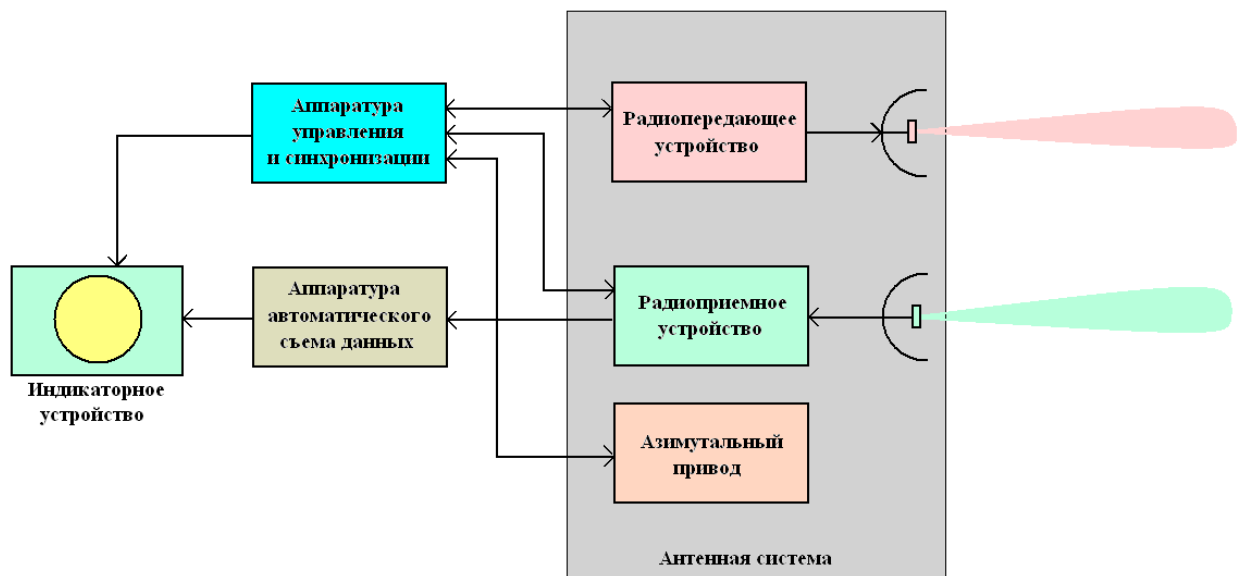 Аппаратура
управления
и синхронизации
Радиопередающее
устройство
Аппаратура
автоматического
съема данных
Радиоприемное
устройство
Индикаторное
устройство
Азимутальный
привод
Антенная система